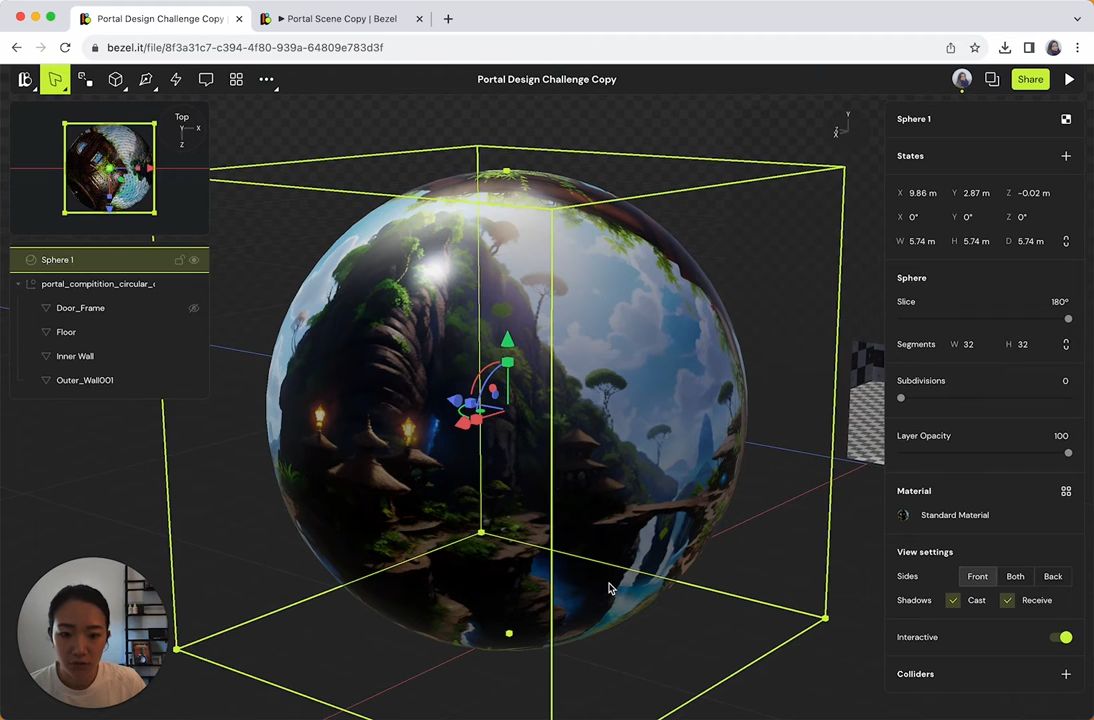 Portal Design Challenge Copy
Portal Scene Copy | Bezel
bezel.it/file/8f3a31c7-c394-4f80-939a-64809e783d3f
Portal Design Challenge Copy
Share
Top
Y X
Z
Y
Z
Sphere 1
portal_compitition_circular_
Door_Frame
Floor
Inner Wall
Outer_Wall001
Sphere 1
States
X 9.86 m Y 2.87 m Z -0.02 m
X 0° Y 0° Z 0°
W 5.74 m H 5.74 m D 5.74 m
Sphere
Slice 180°
Segments W 32 H 32
Subdivisions 0
Layer Opacity 100
Material
Standard Material
View settings
Sides Front Both Back
Shadows Cast Receive
Interactive
Colliders